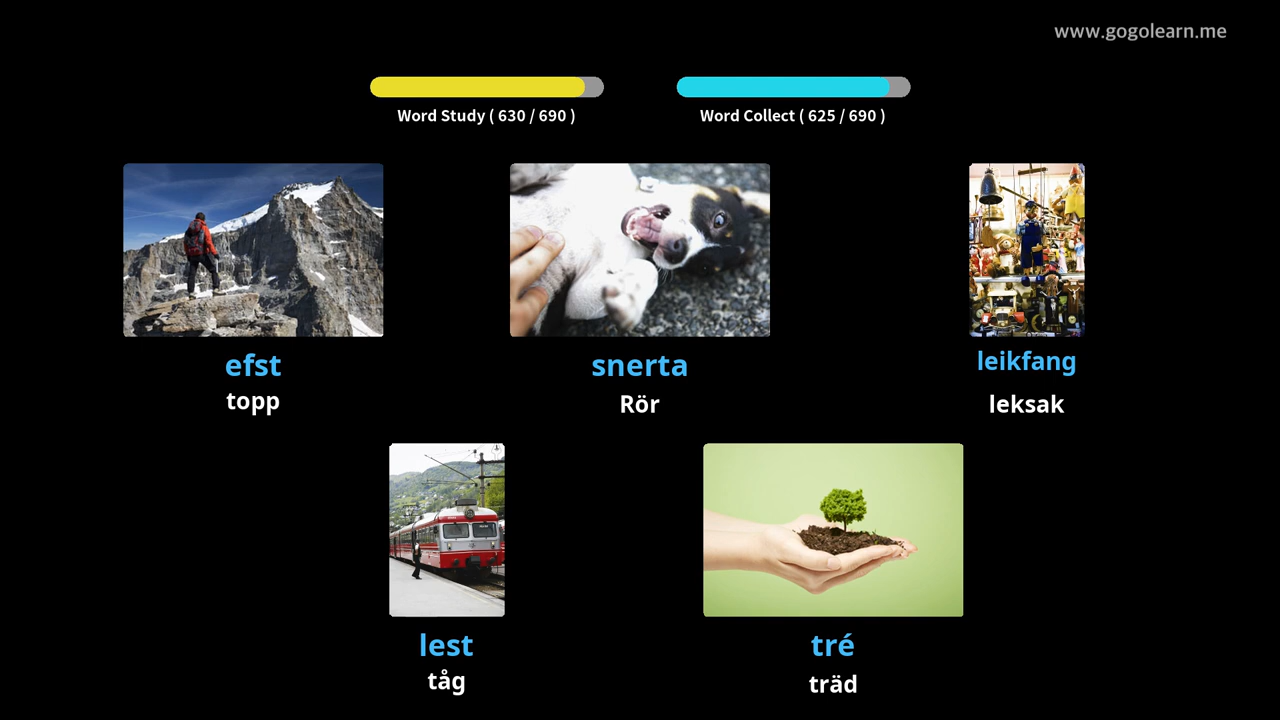 www.gogolearn.me
Word Study ( 630 / 690 )
Word Collect ( 625 / 690 )
efst
topp
snerta
Rör
leikfang
leksak
lest
tåg
tré
träd